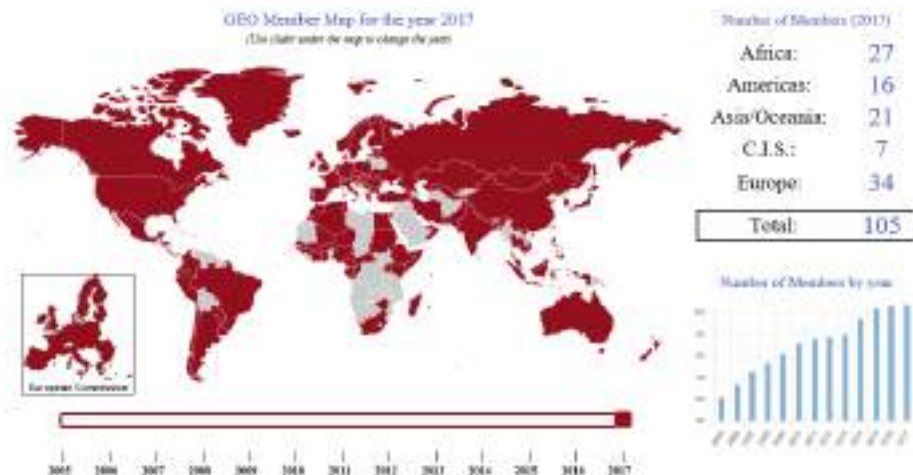 GEO Member Map for the year 2017
(Use slider under the map to change the year)
European Commission
2005 2006 2007 2008 2009 2010 2011 2012 2013 2014 2015 2016 2017
Number of Members (2017)
Africa: 27
Americas: 16
Asia/Oceania: 21
C.I.S.: 7
Europe: 34
Total: 105
Number of Members by year